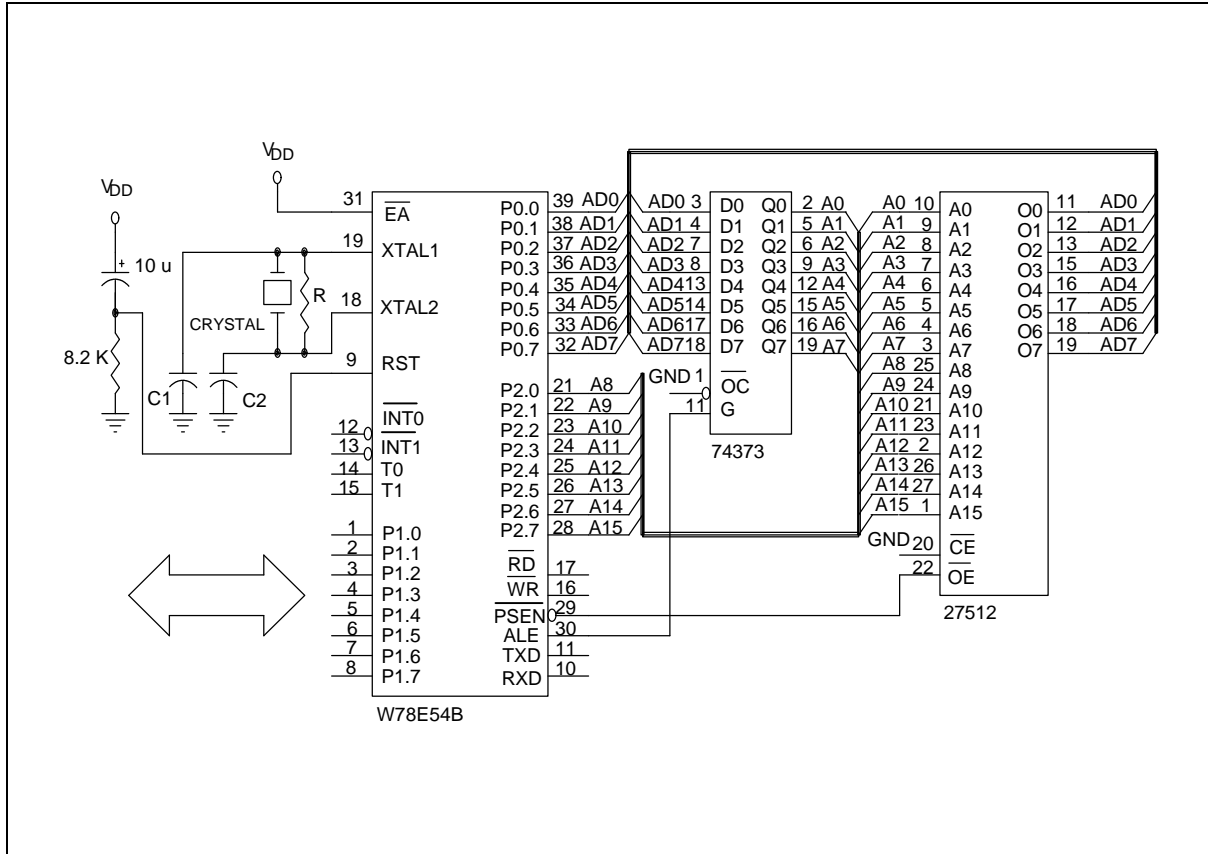 VDD
VDD
10 u
8.2 K
C1
C2
CRYSTAL
R
31 EA
19 XTAL1
18 XTAL2
9 RST
12 INT0
13 INT1
14 T0
15 T1
1 P1.0
2 P1.1
3 P1.2
4 P1.3
5 P1.4
6 P1.5
7 P1.6
8 P1.7
P0.0 39 AD0
P0.1 38 AD1
P0.2 37 AD2
P0.3 36 AD3
P0.4 35 AD4
P0.5 34 AD5
P0.6 33 AD6
P0.7 32 AD7
P2.0 21 A8
P2.1 22 A9
P2.2 23 A10
P2.3 24 A11
P2.4 25 A12
P2.5 26 A13
P2.6 27 A14
P2.7 28 A15
RD 17
WR 16
PSEN 29
ALE 30
TXD 11
RXD 10
W78E54B
AD0 3 D0 Q0 2 A0
AD1 4 D1 Q1 5 A1
AD2 7 D2 Q2 6 A2
AD3 8 D3 Q3 9 A3
AD4 13 D4 Q4 12 A4
AD5 14 D5 Q5 15 A5
AD6 17 D6 Q6 16 A6
AD7 18 D7 Q7 19 A7
GND 1 OC
11 G
74373
A0 10 A0 O0 11 AD0
A1 9 A1 O1 12 AD1
A2 8 A2 O2 13 AD2
A3 7 A3 O3 15 AD3
A4 6 A4 O4 16 AD4
A5 5 A5 O5 17 AD5
A6 4 A6 O6 18 AD6
A7 3 A7 O7 19 AD7
A8 25 A8
A9 24 A9
A10 21 A10
A11 23 A11
A12 2 A12
A13 26 A13
A14 27 A14
A15 1 A15
GND 20 CE
22 OE
27512